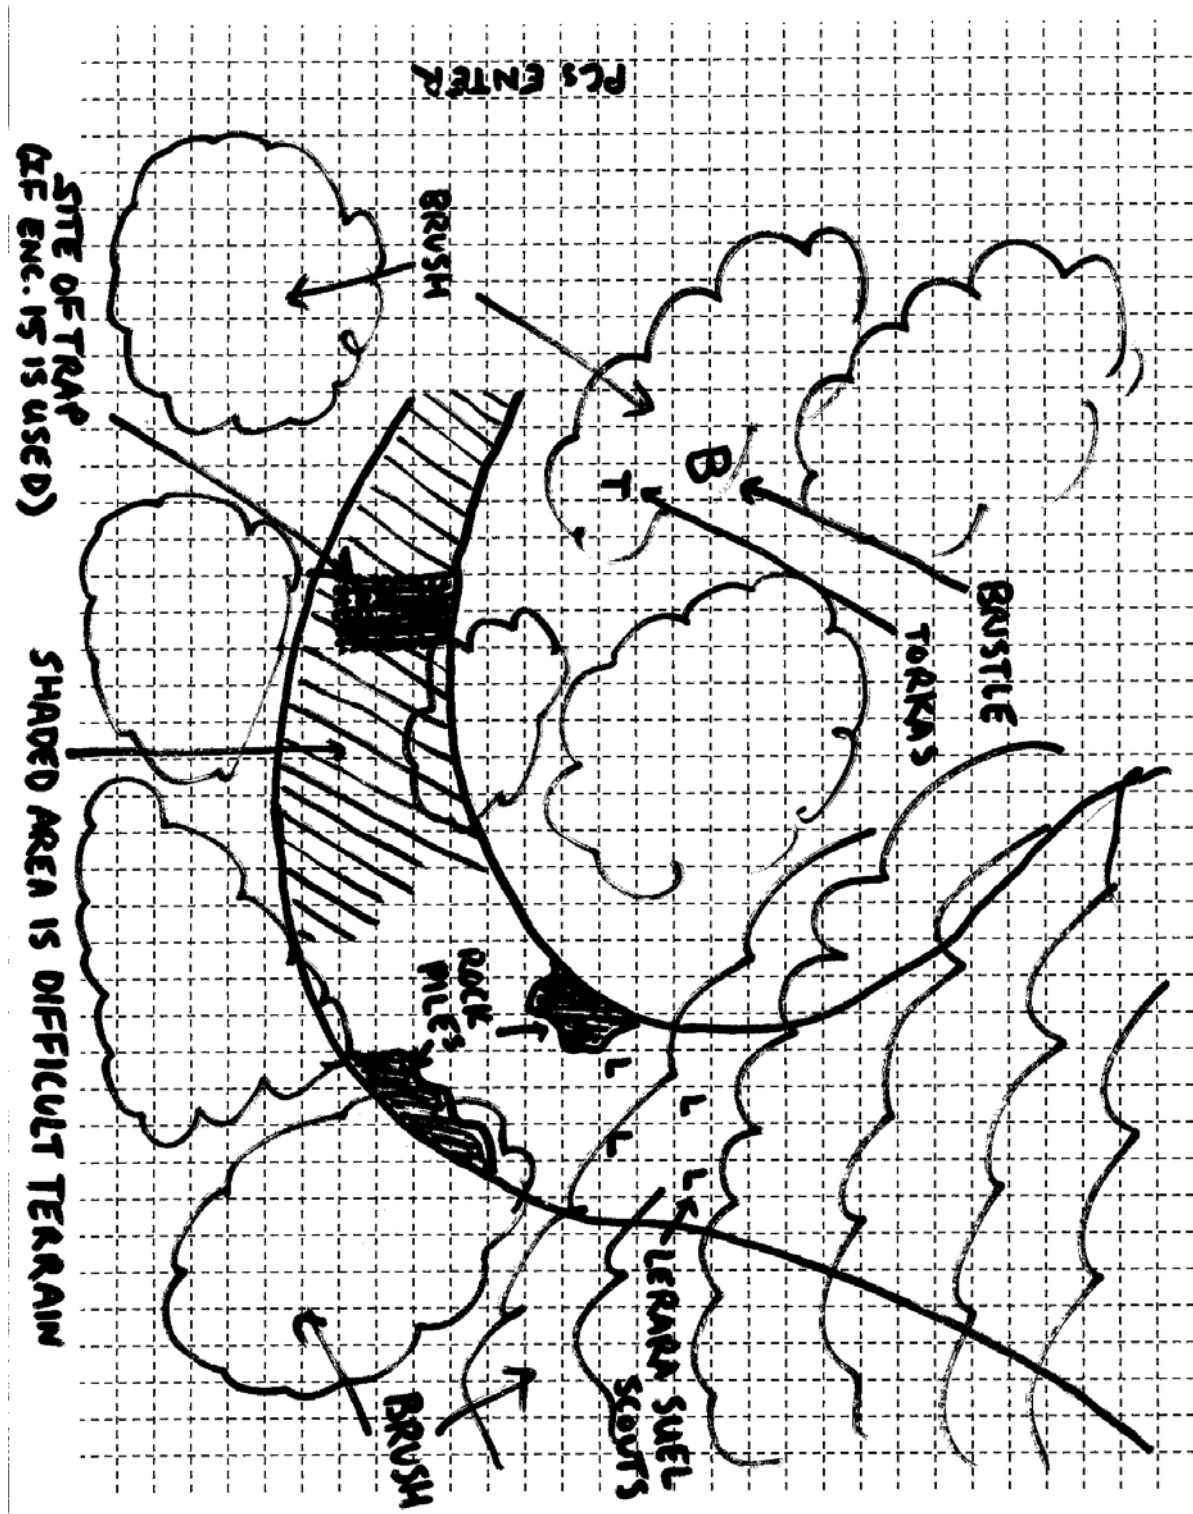 PCs ENTER
BRUSH
SITE OF TRAP
(IF ENC. 15 IS USED)
B
T
BAUSTLE
TORKAS
SHADED AREA IS DIFFICULT TERRAIN
ROCK
PILES
L
L
L
L
LERARA SUEL
SCOUTS
BRUSH